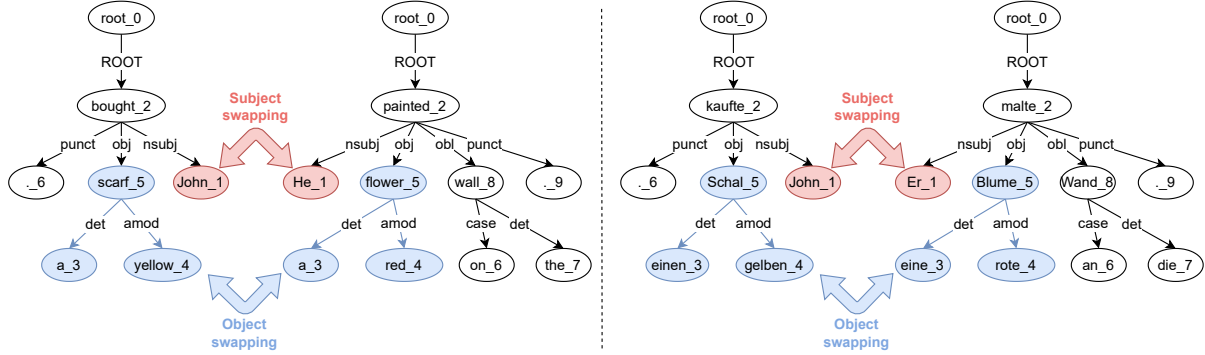 root_0 root_0 root_0 root_0
ROOT ROOT ROOT ROOT
bought_2 Subject swapping painted_2 kaufte_2 Subject swapping malte_2
punct obj nsubj nsubj obj obl punct punct obj nsubj nsubj obj obl punct
._6 scarf_5 John_1 He_1 flower_5 wall_8 ._9 ._6 Schal_5 John_1 Er_1 Blume_5 Wand_8 ._9
det amod det amod case det det amod det amod case det
a_3 yellow_4 a_3 red_4 on_6 the_7 einen_3 gelben_4 eine_3 rote_4 an_6 die_7
Object Object
swapping swapping